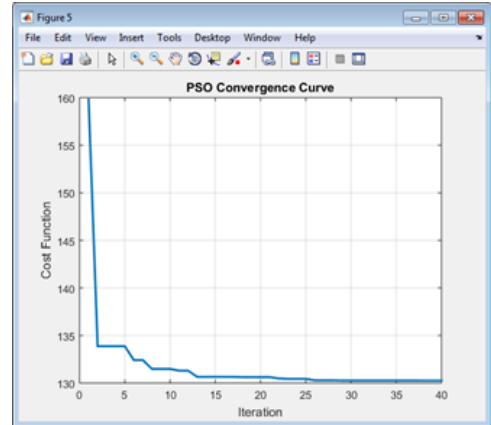 Figure 5
File Edit View Insert Tools Desktop Window Help
PSO Convergence Curve
160
155
150
145
140
135
130
Cost Function
0 5 10 15 20 25 30 35 40
Iteration